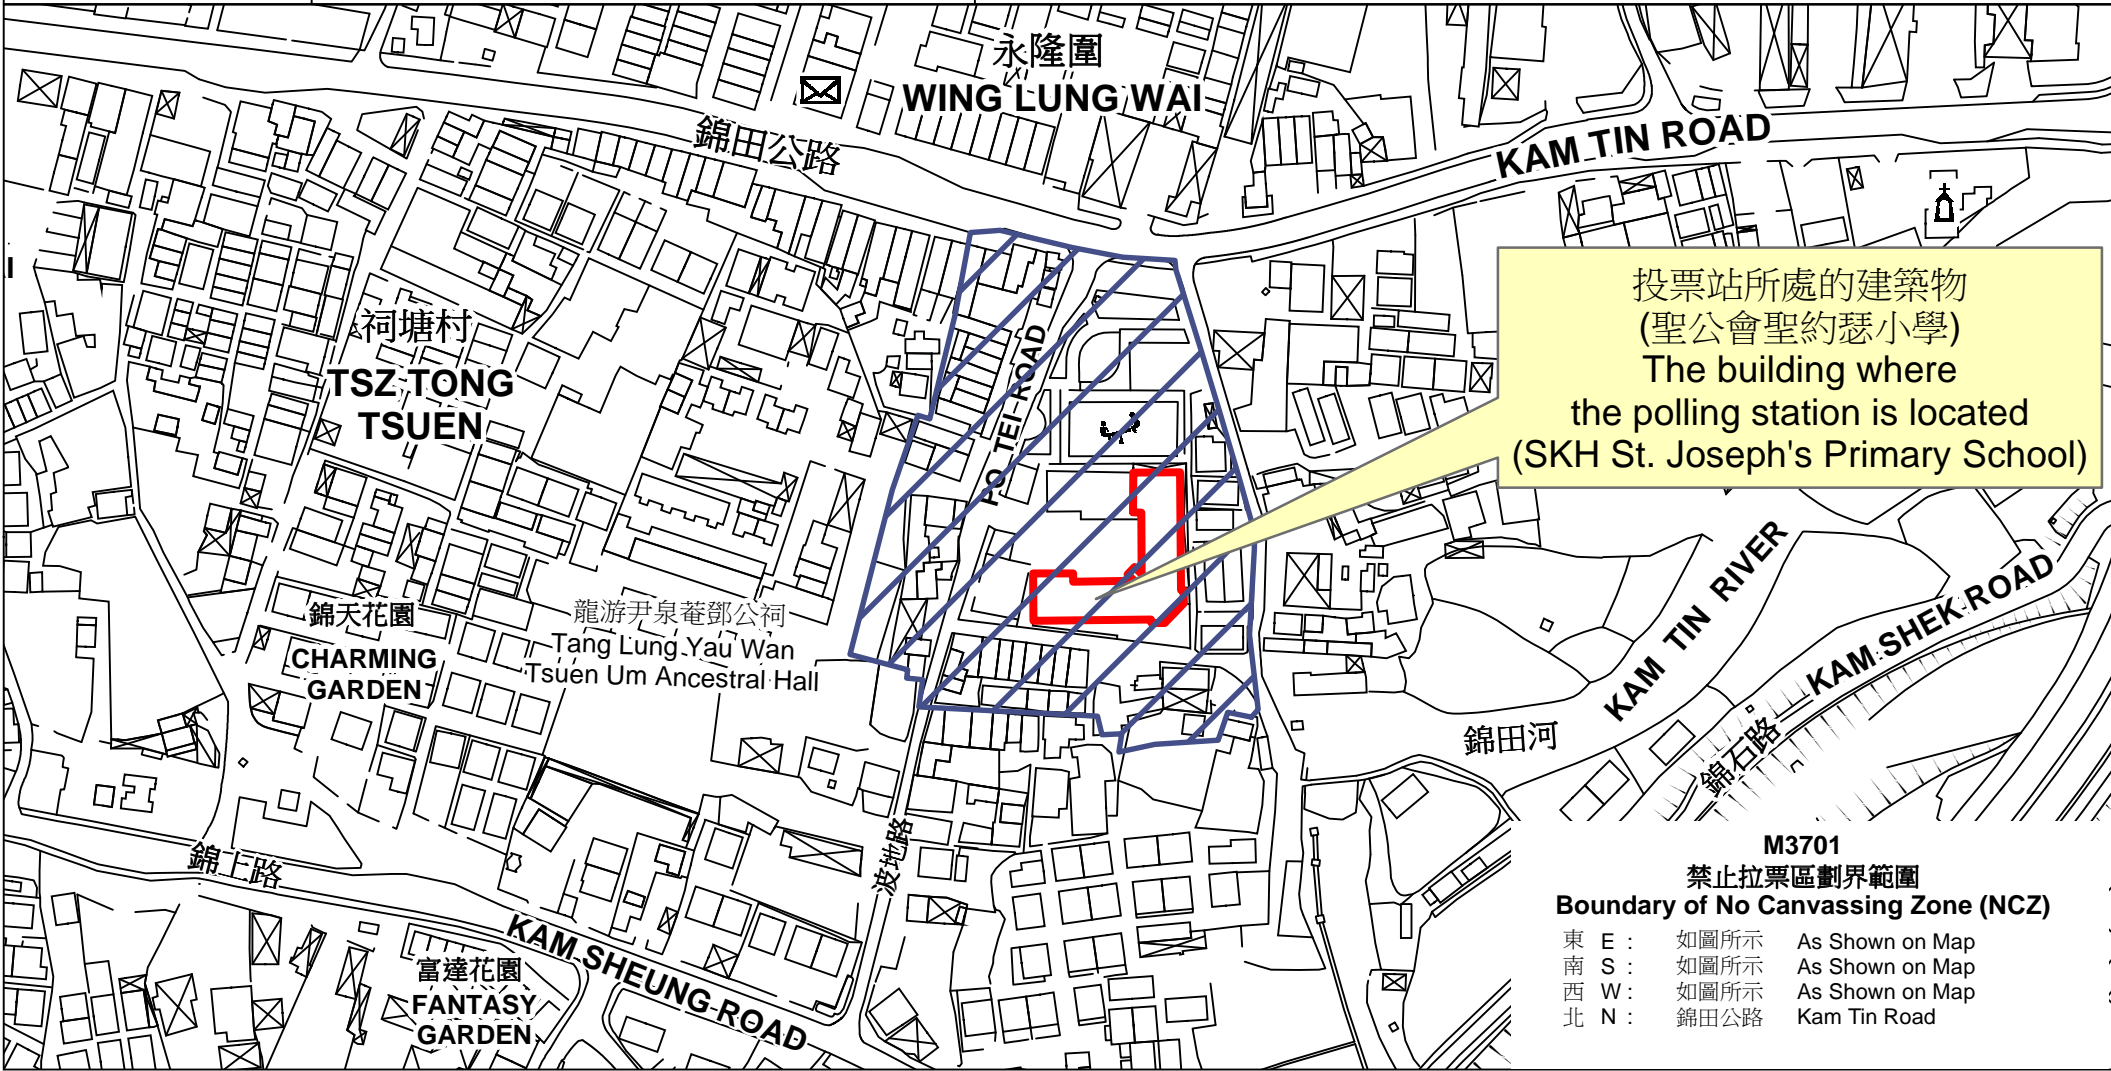 永隆圍
WING LUNG WAI
錦田公路
KAM TIN ROAD
投票站所處的建築物
(聖公會聖約瑟小學)
The building where
the polling station is located
(SKH St. Joseph's Primary School)
祠塘村
TSZ TONG
TSUEN
PO TEI ROAD
錦天花園
CHARMING
GARDEN
龍游尹泉菴鄧公祠
Tang Lung Yau Wan
Tsuen Um Ancestral Hall
KAM TIN RIVER
錦田河
KAM SHEK ROAD
錦石路
波地路
錦上路
KAM SHEUNG ROAD
富達花園
FANTASY
GARDEN
M3701
禁止拉票區劃界範圍
Boundary of No Canvassing Zone (NCZ)
東 E : 如圖所示 As Shown on Map
南 S : 如圖所示 As Shown on Map
西 W : 如圖所示 As Shown on Map
北 N : 錦田公路 Kam Tin Road